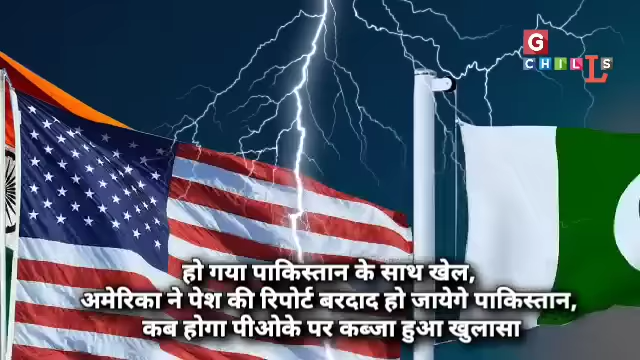 G
CHILLS
हो गया पाकिस्तान के साथ खेल,
अमेरिका ने पेश की रिपोर्ट बरदाद हो जायेगे पाकिस्तान,
कब होगा पीओके पर कब्जा हुआ खुलासा